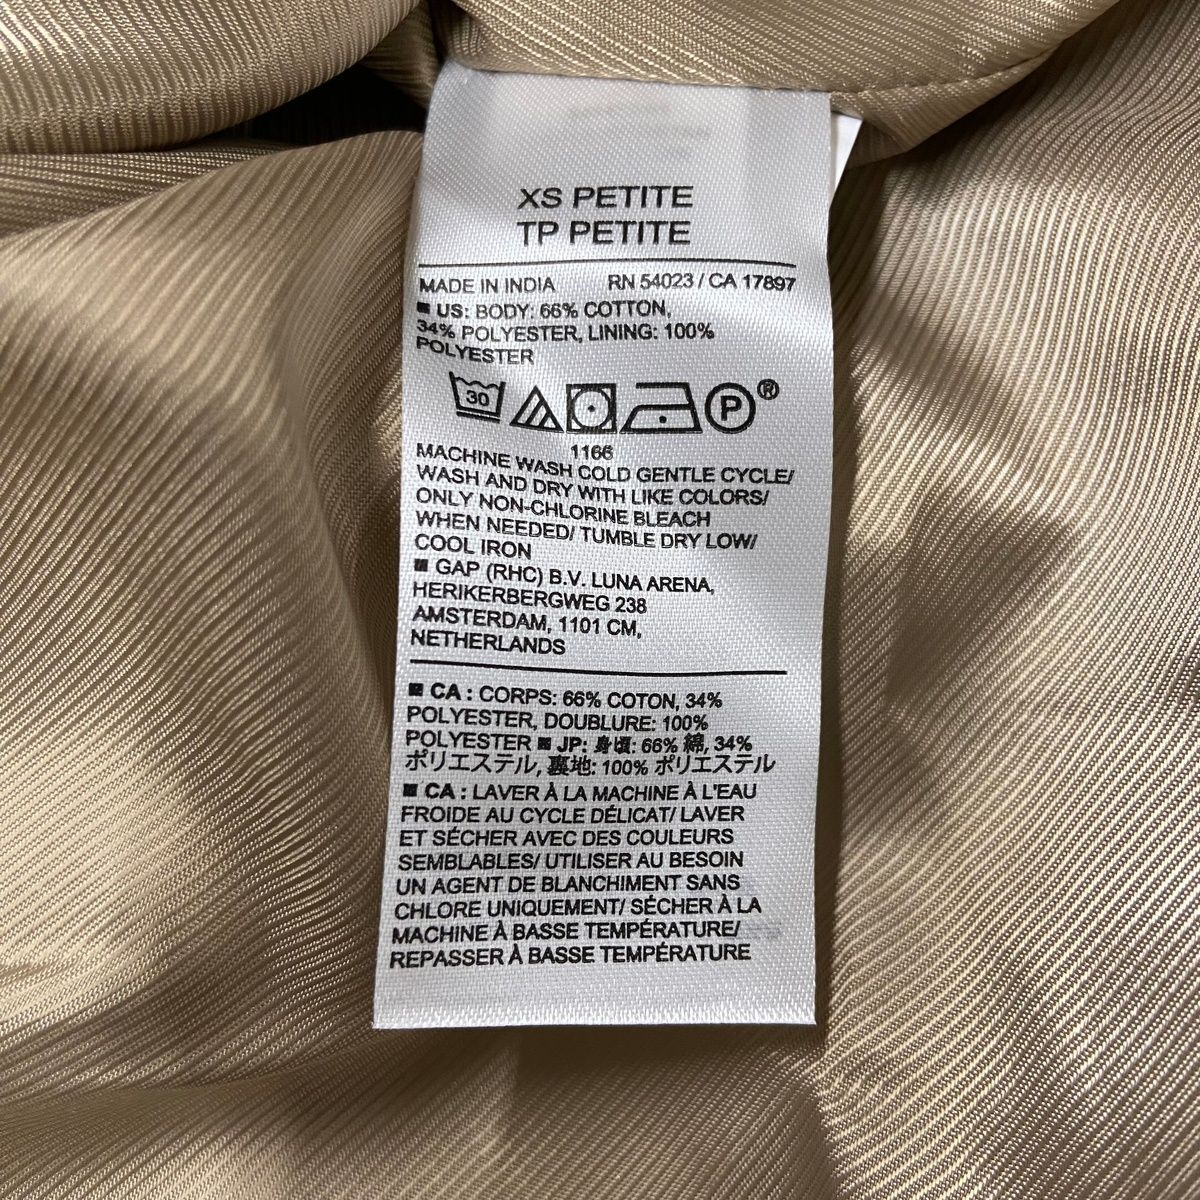 XS PETITE
TP PETITE
MADE IN INDIA RN 54023 / CA 17897
■ US: BODY: 66% COTTON,
34% POLYESTER, LINING: 100%
POLYESTER
30 P ®
1166
MACHINE WASH COLD GENTLE CYCLE/
WASH AND DRY WITH LIKE COLORS/
ONLY NON-CHLORINE BLEACH
WHEN NEEDED/ TUMBLE DRY LOW/
COOL IRON
■ GAP (RHC) B.V. LUNA ARENA,
HERIKERBERGWEG 238
AMSTERDAM, 1101 CM,
NETHERLANDS
■ CA : CORPS: 66% COTON, 34%
POLYESTER, DOUBLURE: 100%
POLYESTER ■ JP: 身頃: 66% 綿, 34%
ポリエステル, 裏地: 100% ポリエステル
■ CA : LAVER À LA MACHINE À L'EAU
FROIDE AU CYCLE DÉLICAT/ LAVER
ET SÉCHER AVEC DES COULEURS
SEMBLABLES/ UTILISER AU BESOIN
UN AGENT DE BLANCHIMENT SANS
CHLORE UNIQUEMENT/ SÉCHER À LA
MACHINE À BASSE TEMPÉRATURE/
REPASSER À BASSE TEMPÉRATURE